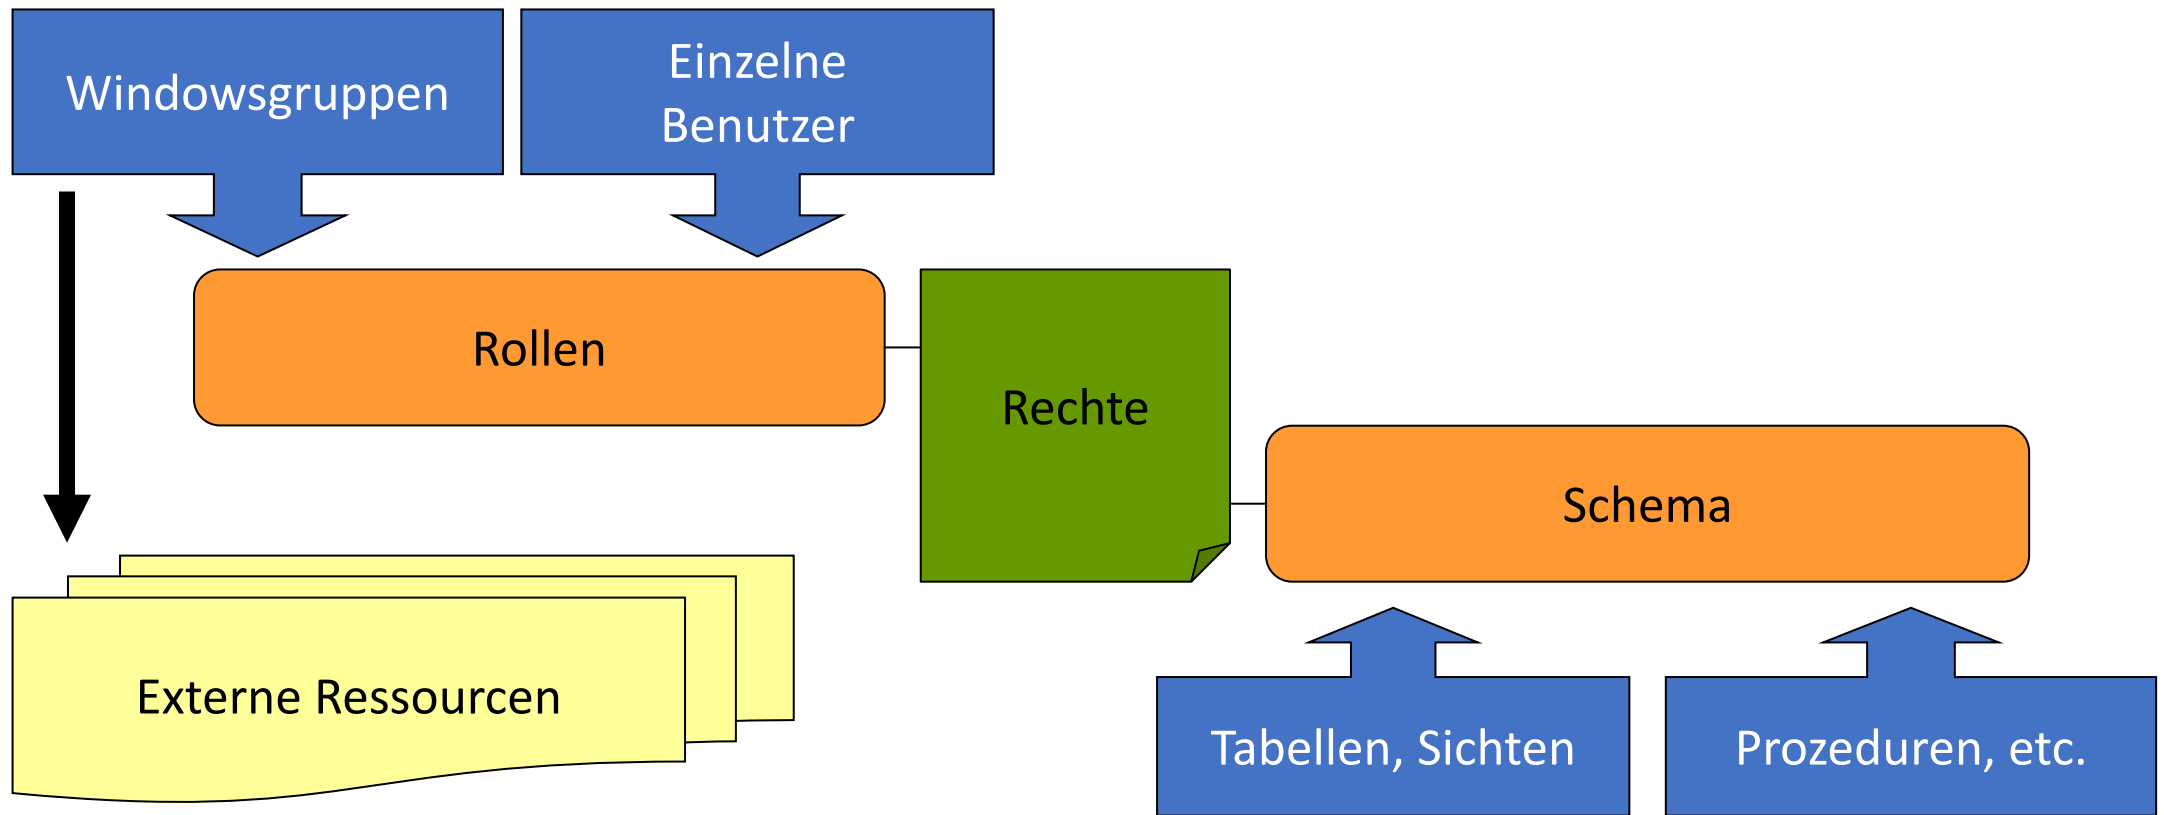 Windowsgruppen
Einzelne
Benutzer
Rollen
Rechte
Schema
Externe Ressourcen
Tabellen, Sichten
Prozeduren, etc.